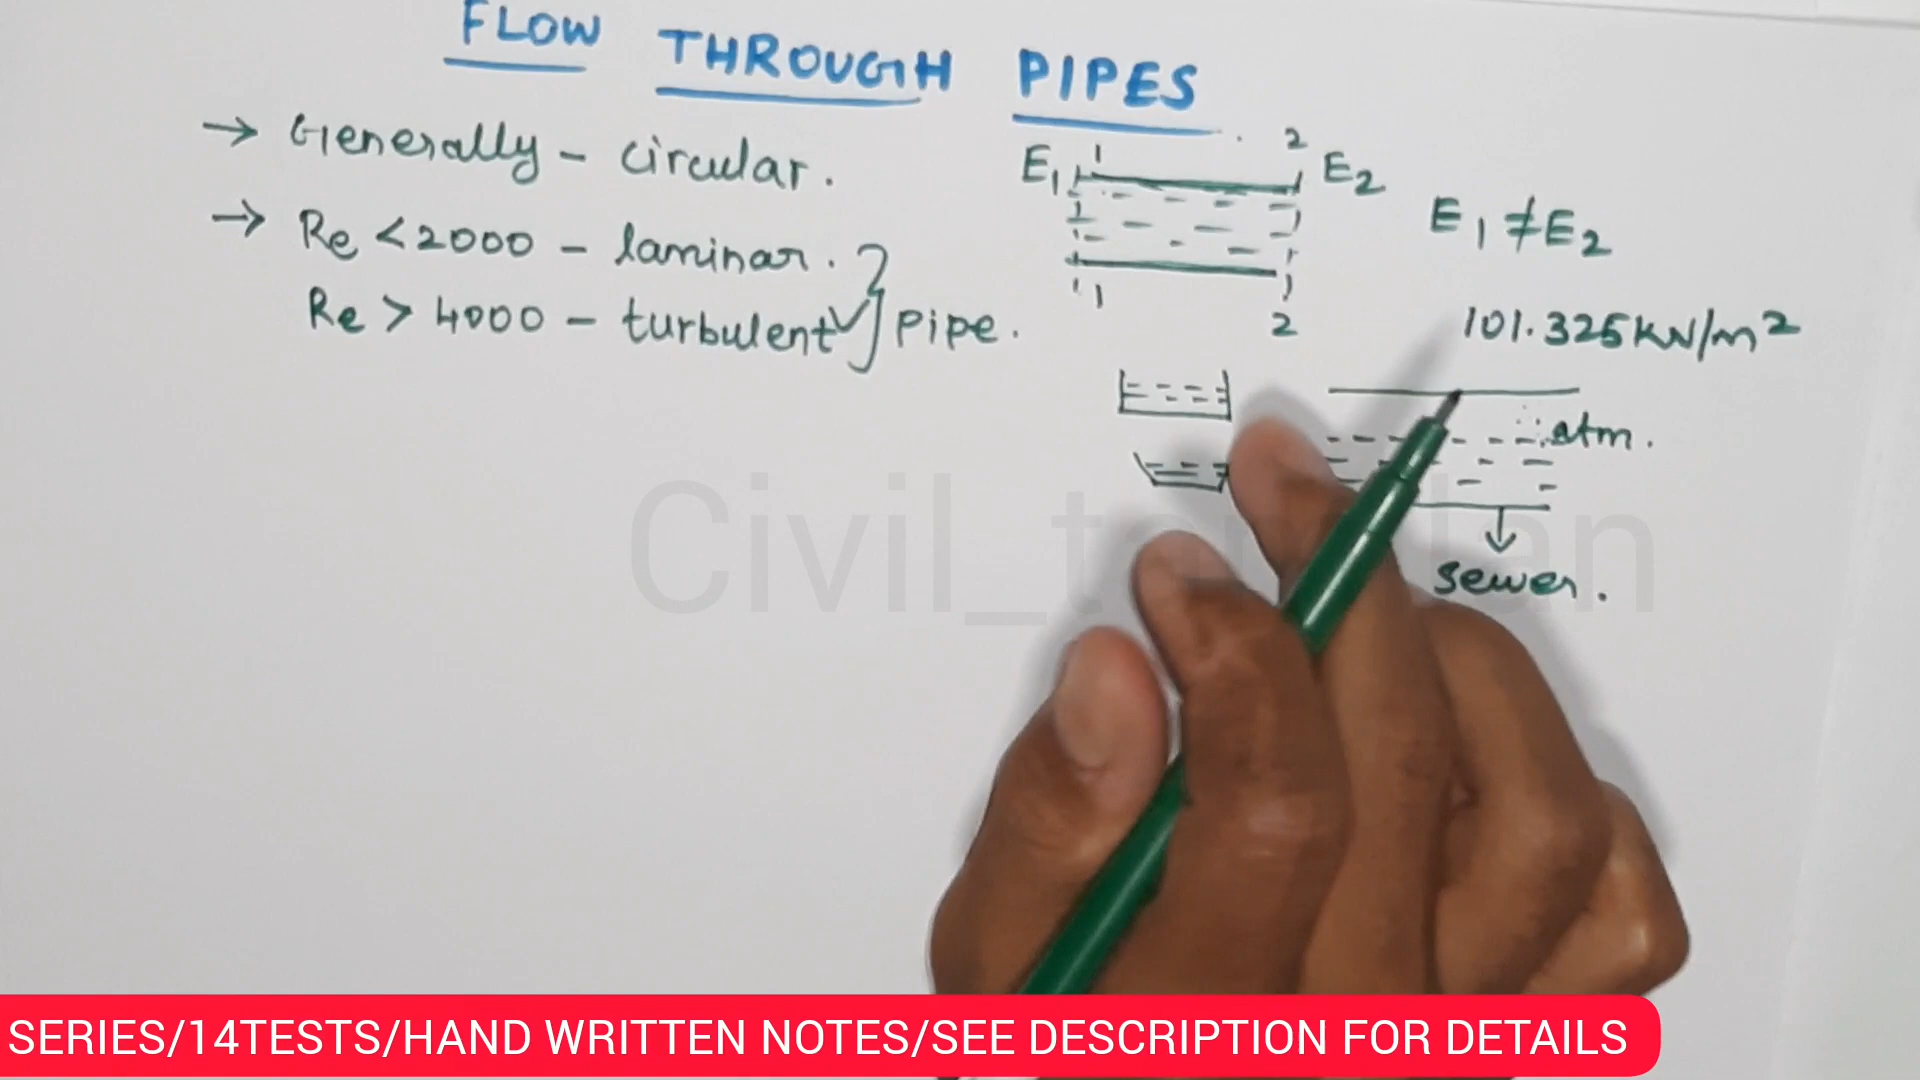 FLOW THROUGH PIPES
→ Generally - circular.
→ Re < 2000 - laminar.
Re > 4000 - turbulent✓ } pipe.
1 2
E1 E2
E1 ≠ E2
1 2
101.325 kN/m2
atm.
sewer.
SERIES/14TESTS/HAND WRITTEN NOTES/SEE DESCRIPTION FOR DETAILS